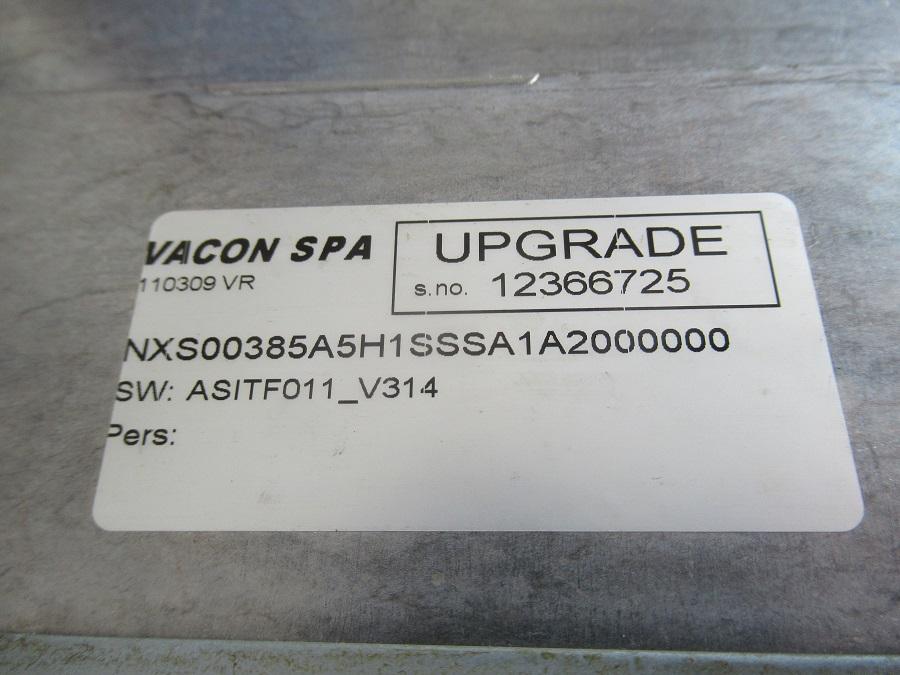 VACON SPA
110309 VR
UPGRADE
s.no. 12366725
NXS00385A5H1SSSA1A2000000
SW: ASITF011_V314
Pers: